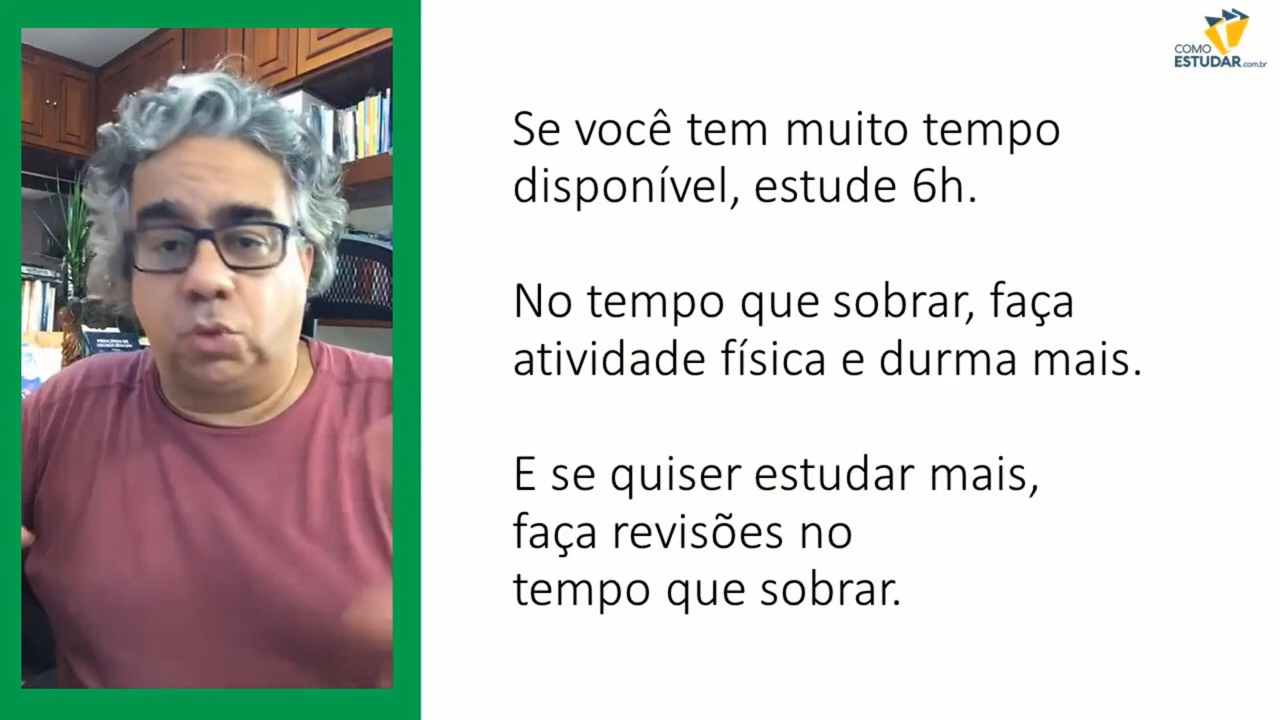 COMO
ESTUDAR.com.br
Se você tem muito tempo
disponível, estude 6h.
No tempo que sobrar, faça
atividade física e durma mais.
E se quiser estudar mais,
faça revisões no
tempo que sobrar.